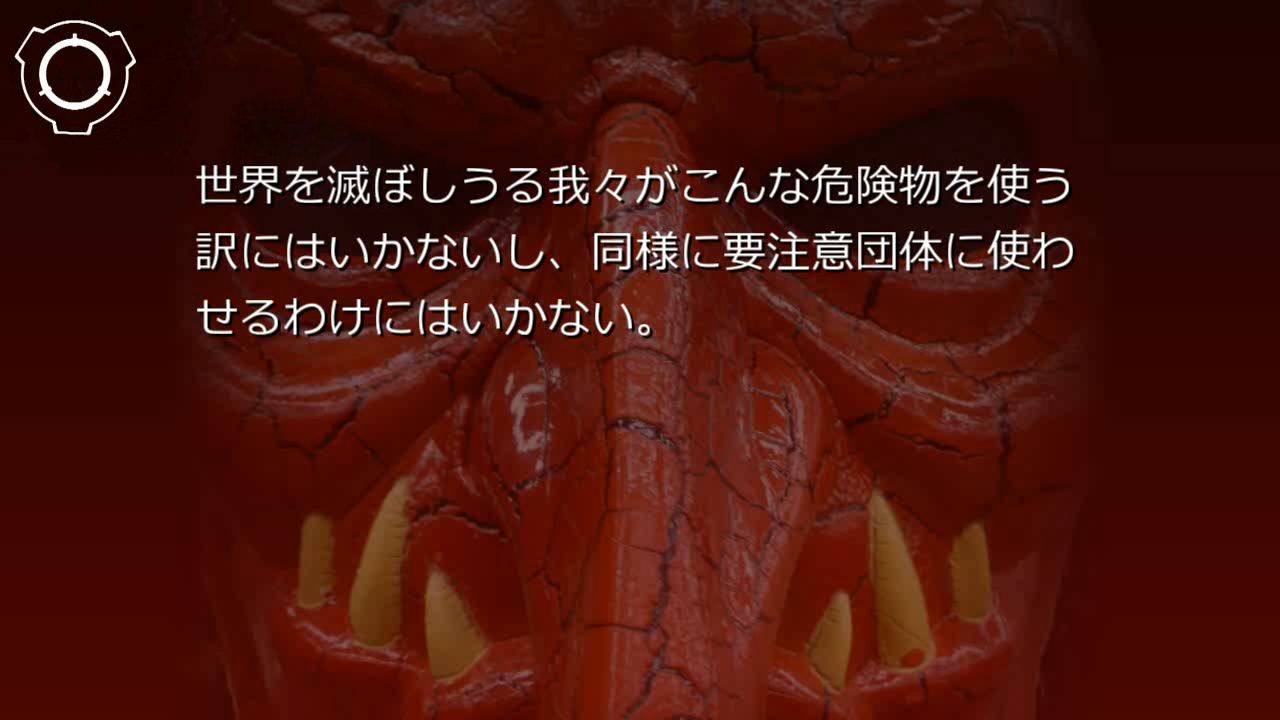 世界を滅ぼしうる我々がこんな危険物を使う
訳にはいかないし、同様に要注意団体に使わ
せるわけにはいかない。